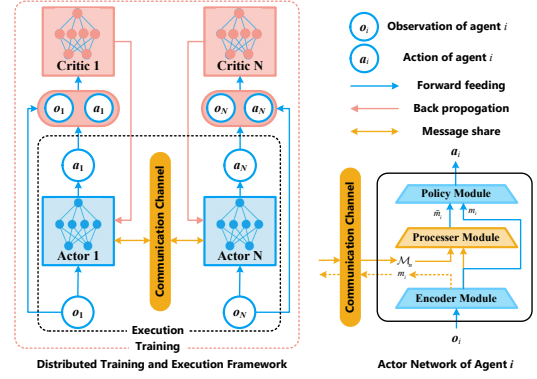 Critic 1
Critic N
o1
a1
oN
aN
a1
aN
Actor 1
Actor N
Communication Channel
o1
oN
Execution
Training
Distributed Training and Execution Framework
oi Observation of agent i
ai Action of agent i
Forward feeding
Back propogation
Message share
ai
Policy Module
m̃i
mi
Processer Module
Communication Channel
mi
Encoder Module
oi
Actor Network of Agent i